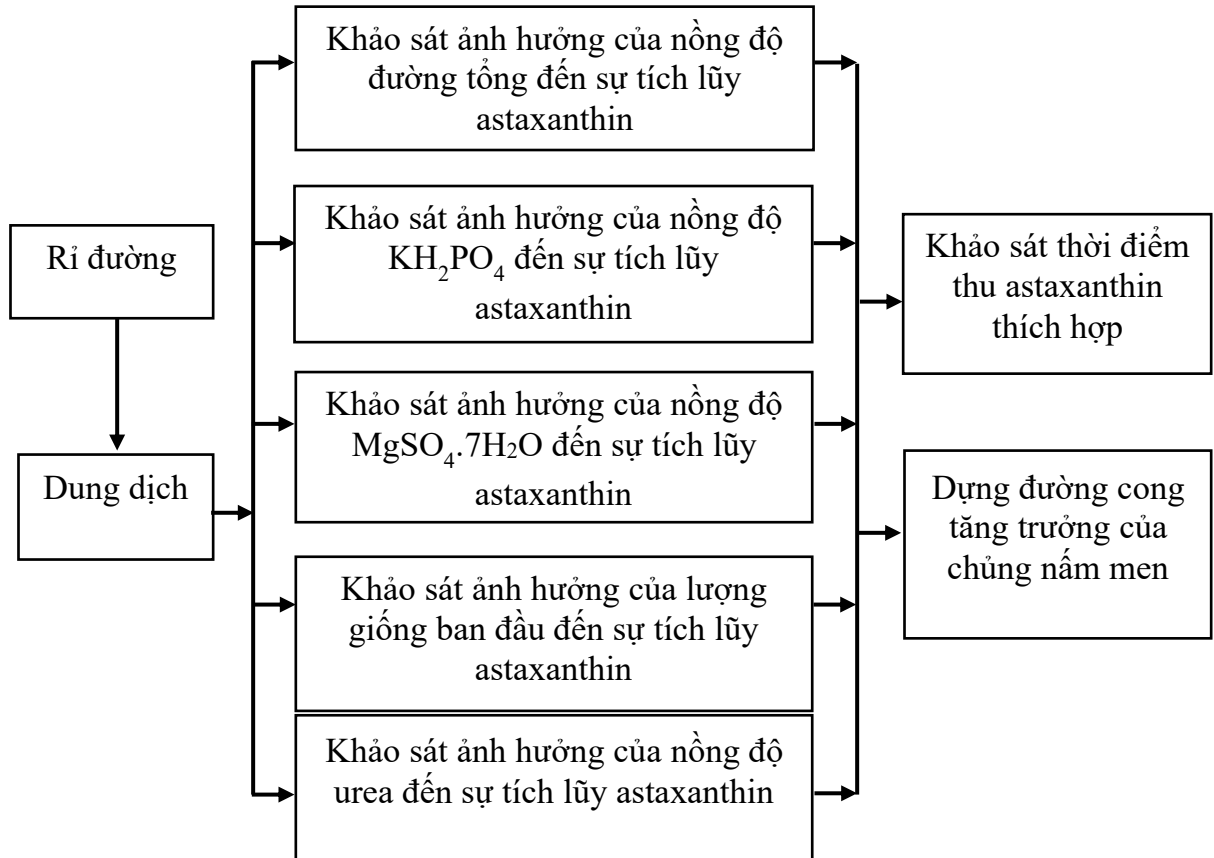 Rỉ đường
Dung dịch
Khảo sát ảnh hưởng của nồng độ
đường tổng đến sự tích lũy
astaxanthin
Khảo sát ảnh hưởng của nồng độ
KH₂PO₄ đến sự tích lũy
astaxanthin
Khảo sát ảnh hưởng của nồng độ
MgSO₄.7H₂O đến sự tích lũy
astaxanthin
Khảo sát ảnh hưởng của lượng
giống ban đầu đến sự tích lũy
astaxanthin
Khảo sát ảnh hưởng của nồng độ
urea đến sự tích lũy astaxanthin
Khảo sát thời điểm
thu astaxanthin
thích hợp
Dựng đường cong
tăng trưởng của
chủng nấm men